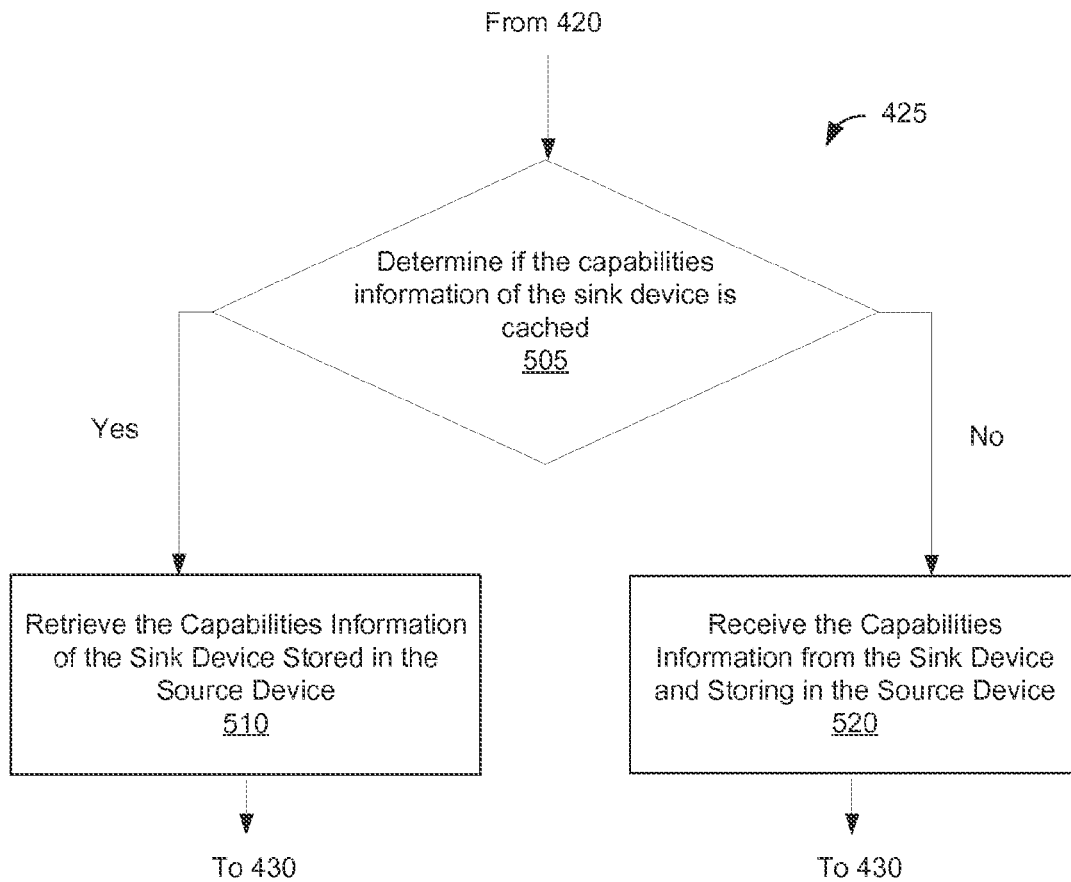 From 420
425
Determine if the capabilities
information of the sink device is
cached
505
Yes
No
Retrieve the Capabilities Information
of the Sink Device Stored in the
Source Device
510
Receive the Capabilities
Information from the Sink Device
and Storing in the Source Device
520
To 430
To 430